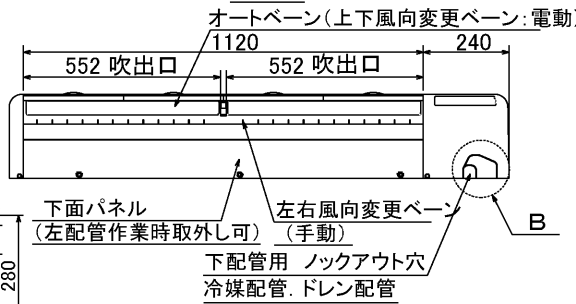 オートベーン(上下風向変更ベーン:電動)
1120
240
552 吹出口
552 吹出口
下面パネル
(左配管作業時取外し可)
左右風向変更ベーン
(手動)
B
下配管用 ノックアウト穴
冷媒配管．ドレン配管
280